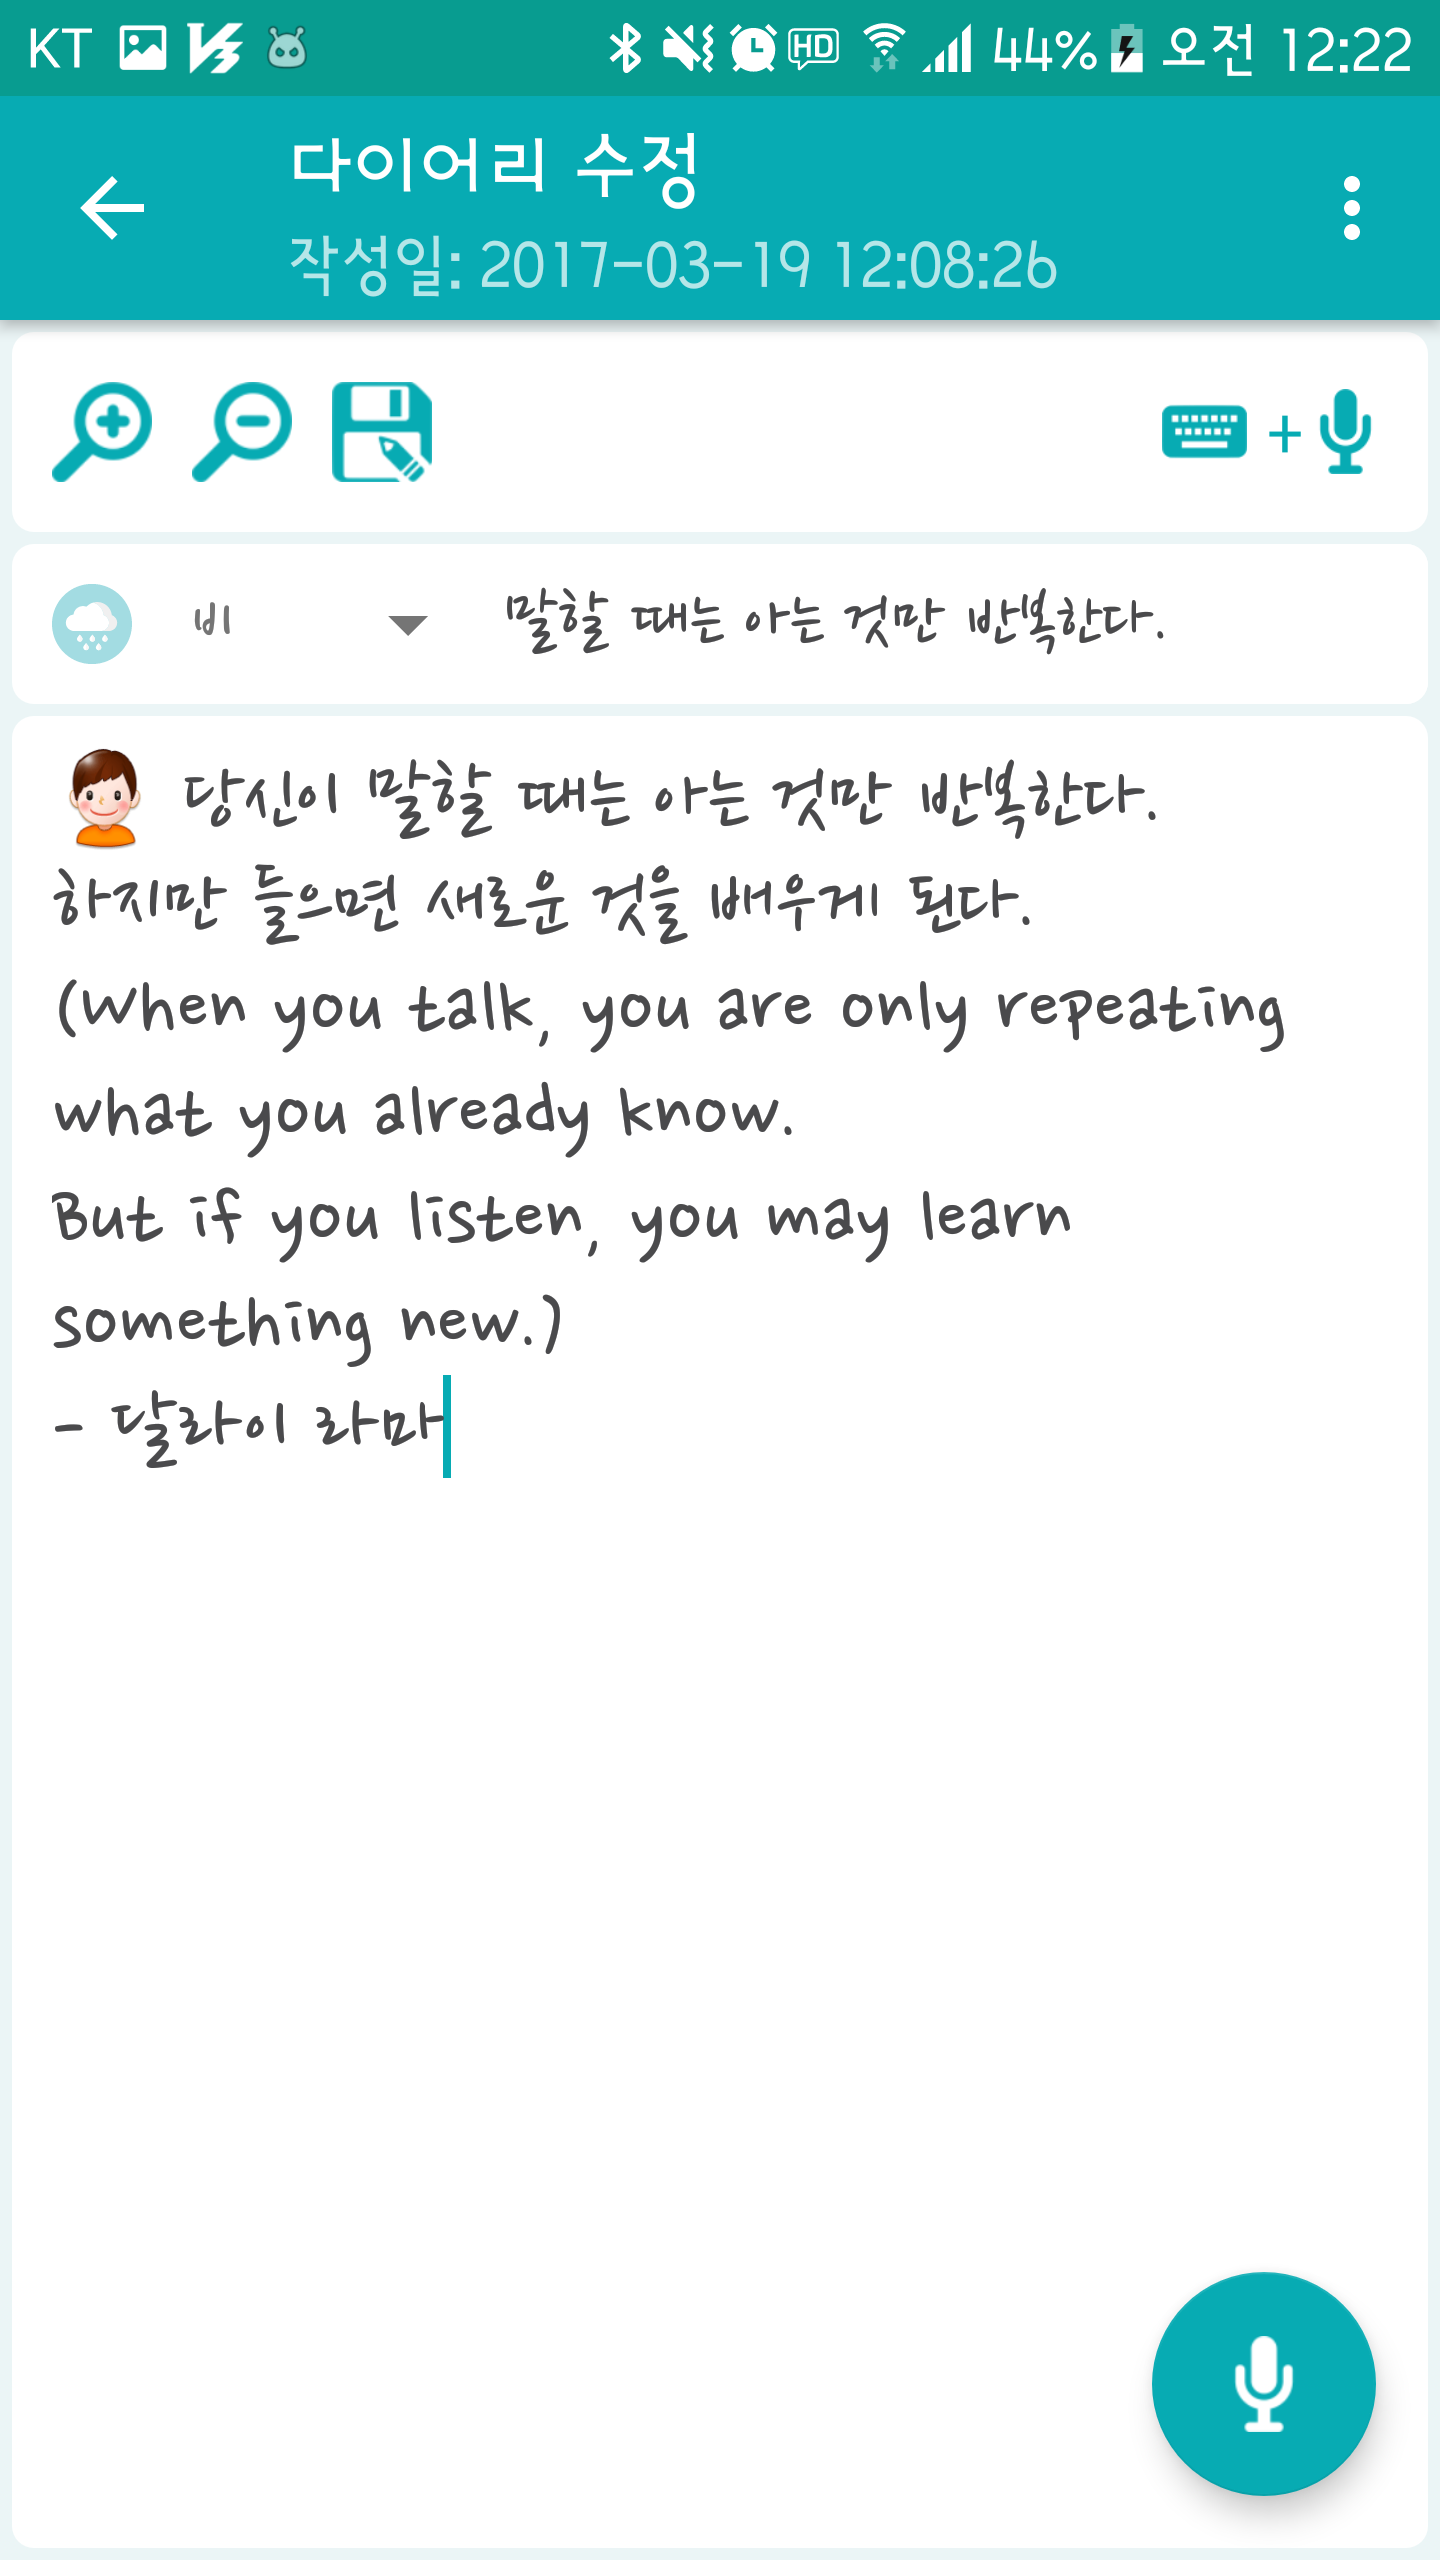 KT HD 44% 오전 12:22
다이어리 수정
작성일: 2017-03-19 12:08:26
비 말할 때는 아는 것만 반복한다.
당신이 말할 때는 아는 것만 반복한다.
하지만 들으면 새로운 것을 배우게 된다.
(When you talk, you are only repeating
what you already know.
But if you listen, you may learn
something new.)
- 달라이 라마